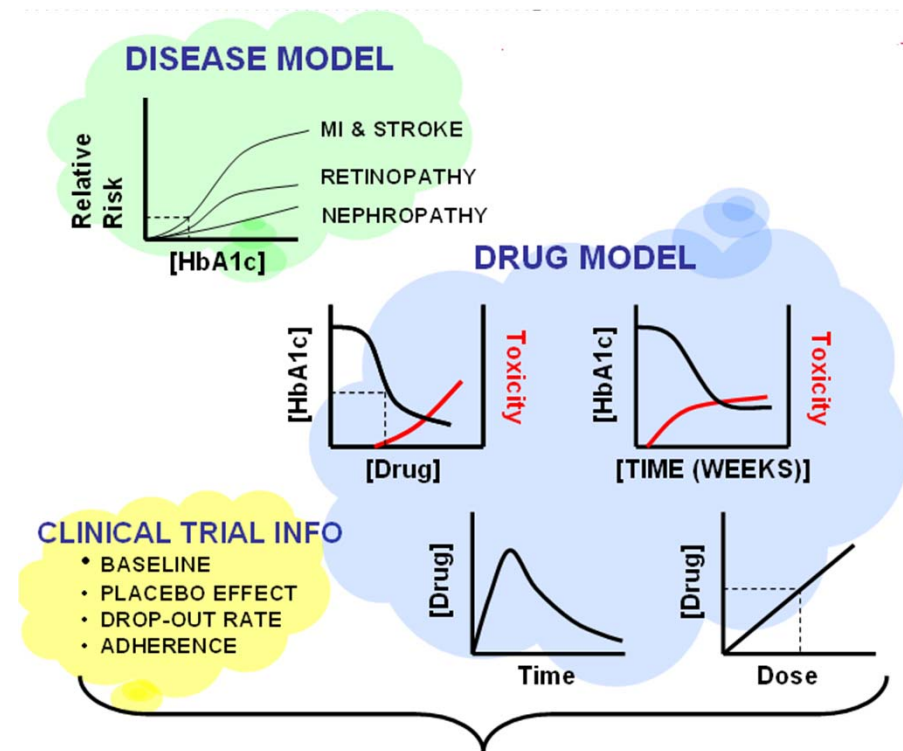 DISEASE MODEL
Relative
Risk
MI & STROKE
RETINOPATHY
NEPHROPATHY
[HbA1c]
DRUG MODEL
[HbA1c]
Toxicity
[Drug]
[HbA1c]
Toxicity
[TIME (WEEKS)]
CLINICAL TRIAL INFO
• BASELINE
• PLACEBO EFFECT
• DROP-OUT RATE
• ADHERENCE
[Drug]
Time
[Drug]
Dose